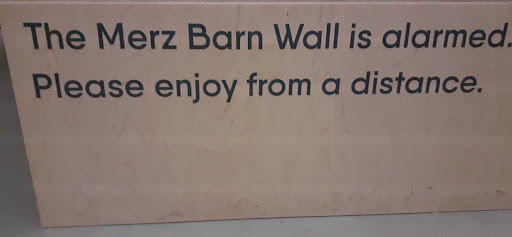 The Merz Barn Wall is alarmed.
Please enjoy from a distance.